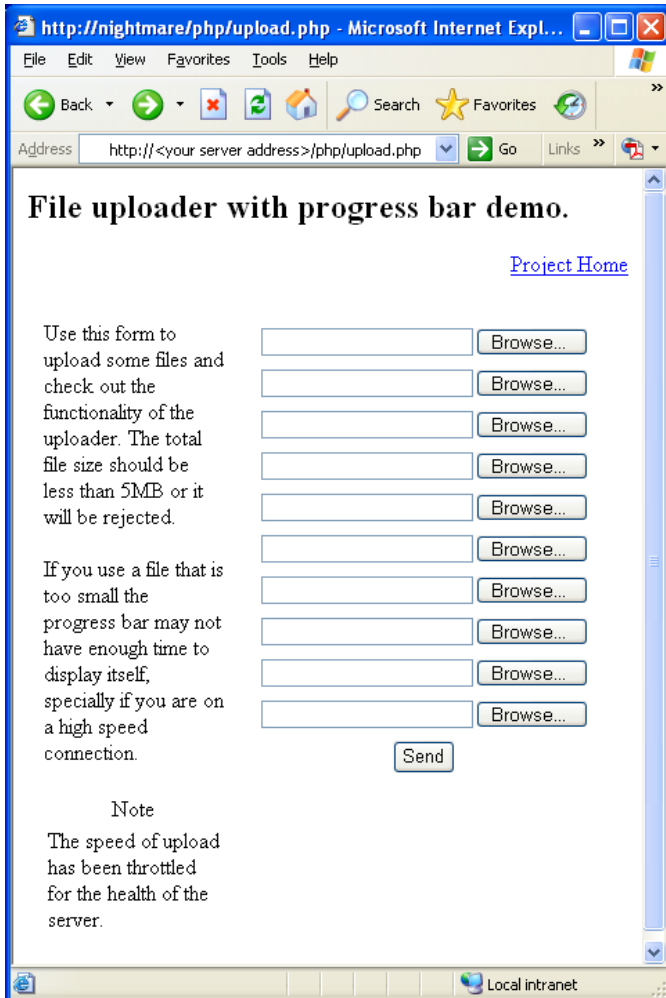 http://nightmare/php/upload.php - Microsoft Internet Expl...
File Edit View Favorites Tools Help
Back Search Favorites »
Address http://<your server address>/php/upload.php Go Links »
File uploader with progress bar demo.
Project Home
Use this form to
upload some files and
check out the
functionality of the
uploader. The total
file size should be
less than 5MB or it
will be rejected.
If you use a file that is
too small the
progress bar may not
have enough time to
display itself,
specially if you are on
a high speed
connection.
Note
The speed of upload
has been throttled
for the health of the
server.
Browse...
Browse...
Browse...
Browse...
Browse...
Browse...
Browse...
Browse...
Browse...
Browse...
Send
Local intranet